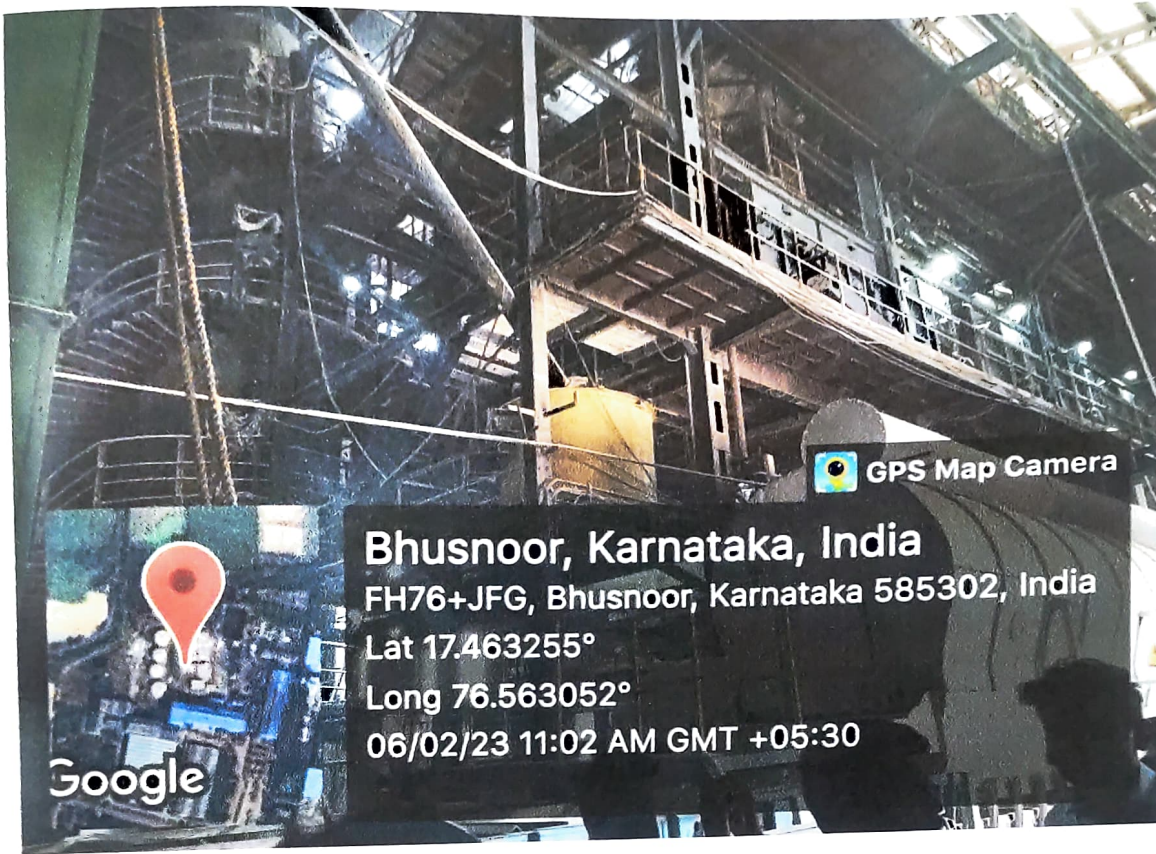 GPS Map Camera
Bhusnoor, Karnataka, India
FH76+JFG, Bhusnoor, Karnataka 585302, India
Lat 17.463255°
Long 76.563052°
06/02/23 11:02 AM GMT +05:30
Google